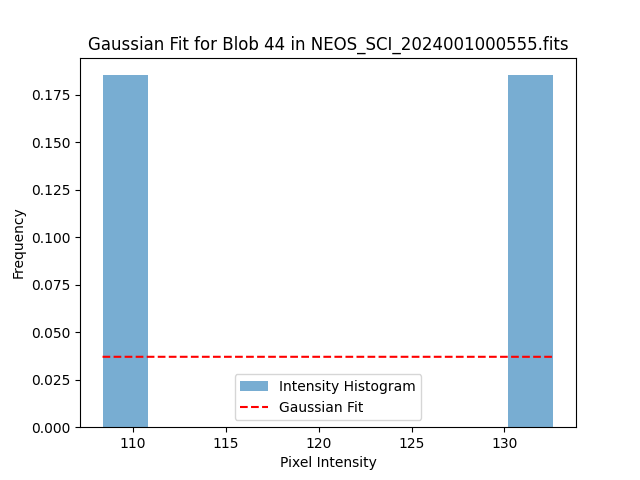 Gaussian Fit for Blob 44 in NEOS_SCI_2024001000555.fits
0.175
0.150
0.125
0.100
0.075
0.050
0.025
0.000
Frequency
Intensity Histogram
Gaussian Fit
110 115 120 125 130
Pixel Intensity